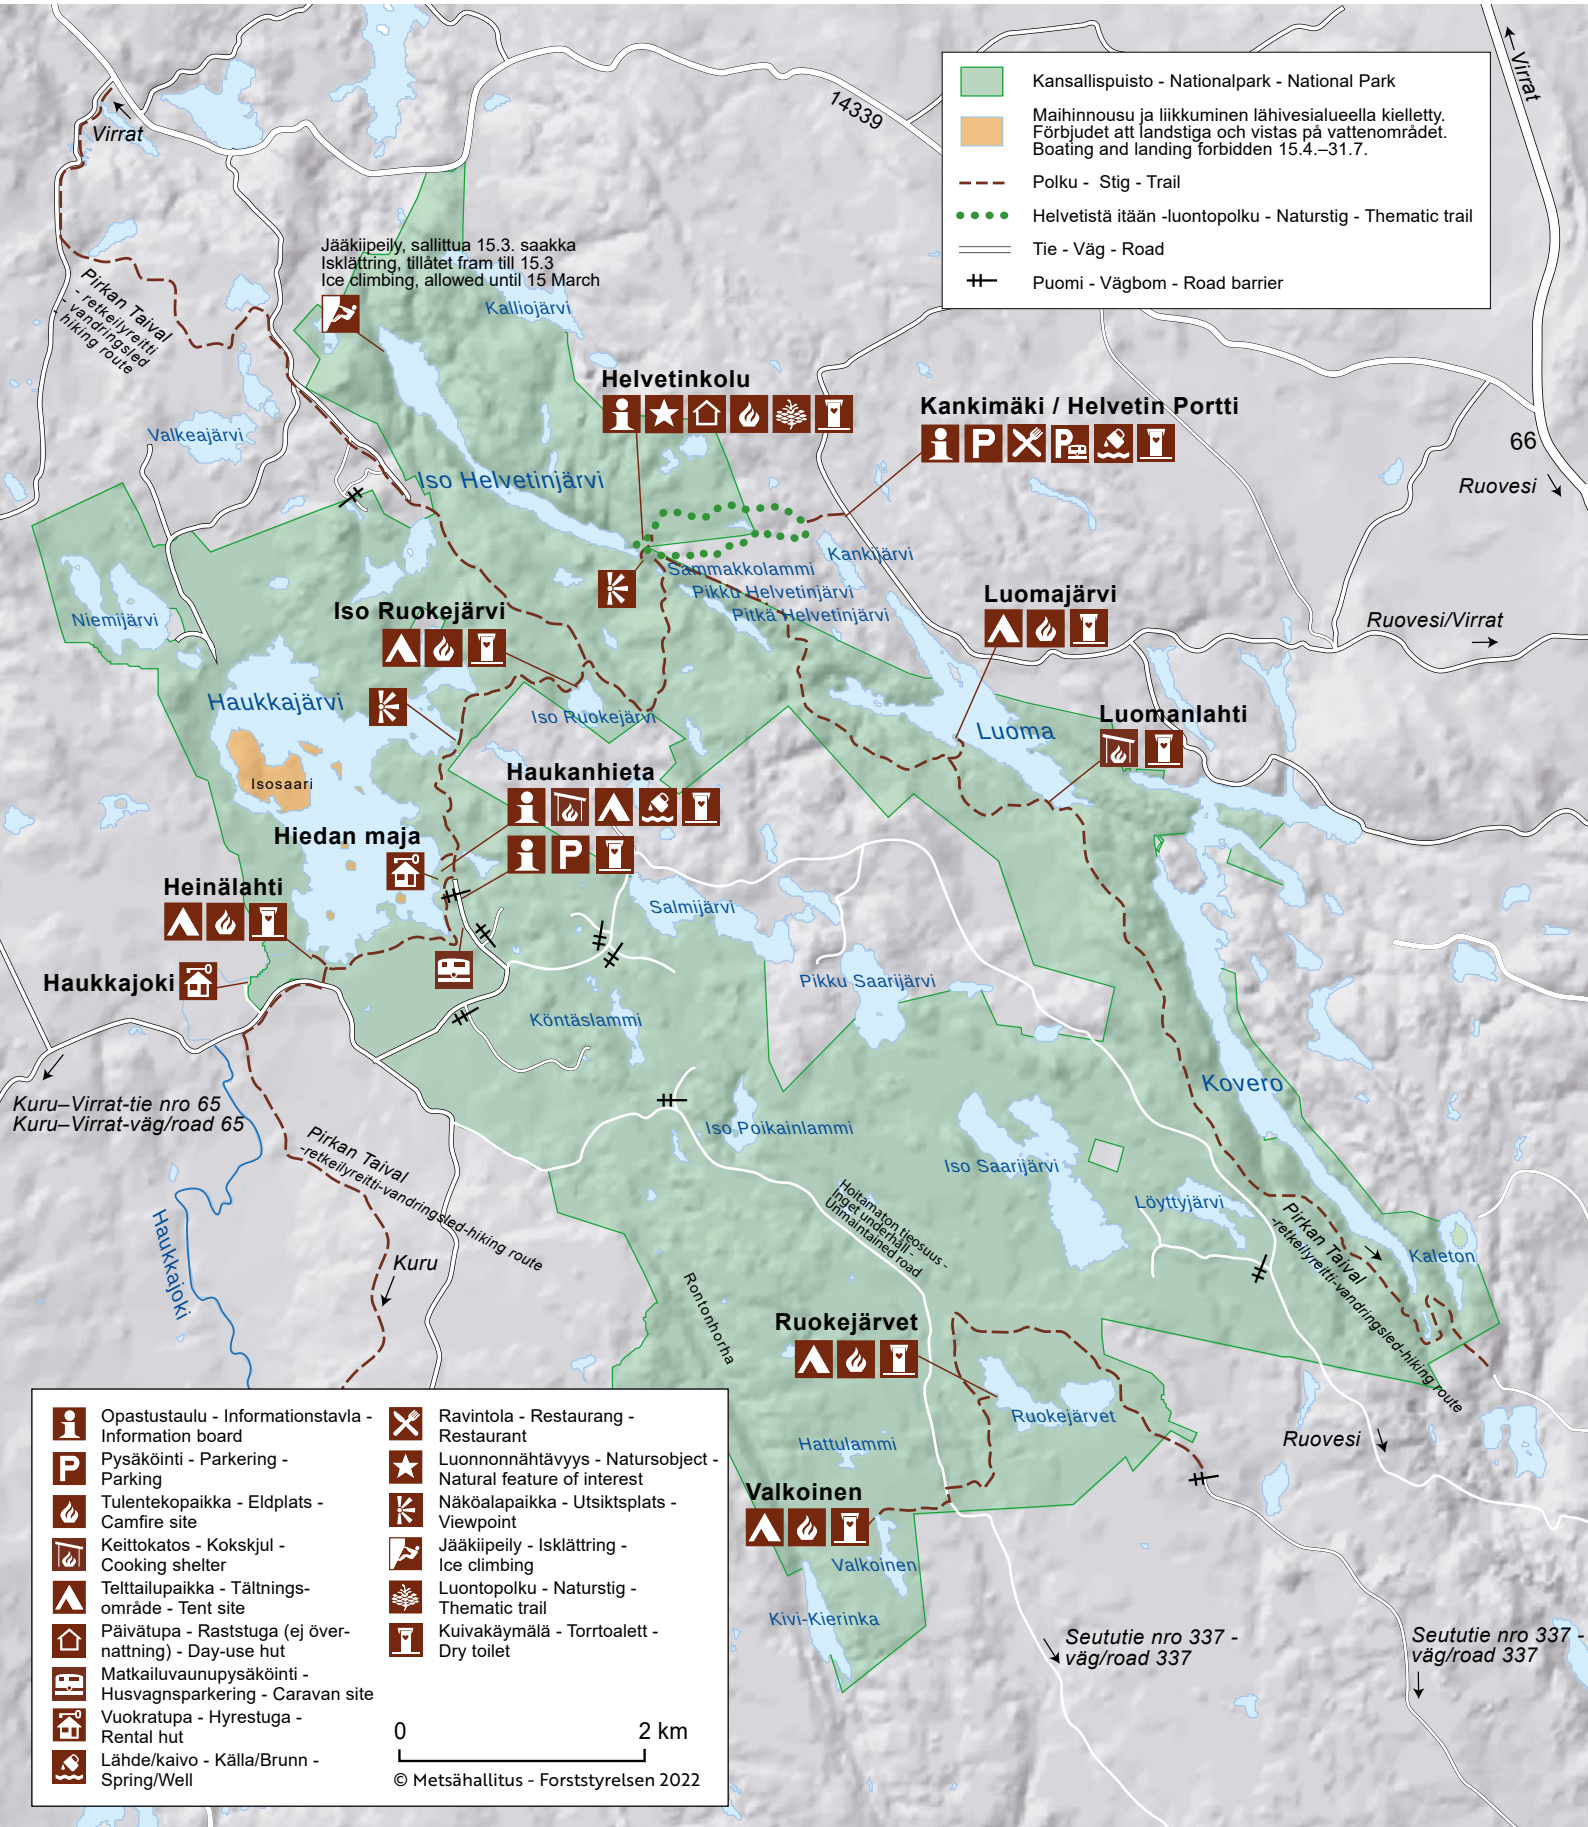 Virrat
14339
Virrat
Kansallispuisto - Nationalpark - National Park
Maihinnousu ja liikkuminen lähivesialueella kielletty.
Förbjudet att landstiga och vistas på vattenområdet.
Boating and landing forbidden 15.4.–31.7.
Polku - Stig - Trail
Helvetistä itään -luontopolku - Naturstig - Thematic trail
Tie - Väg - Road
Puomi - Vägbom - Road barrier
Jääkiipeily, sallittua 15.3. saakka
Isklättring, tillåtet fram till 15.3
Ice climbing, allowed until 15 March
Pirkan Taival
- retkeilyreitti
- vandringsled
- hiking route
Kalliojärvi
Helvetinkolu
Kankimäki / Helvetin Portti
P
P
Valkeajärvi
66
Iso Helvetinjärvi
Ruovesi
Kankijärvi
Sammakkolammi
Pikku Helvetinjärvi
Pitkä Helvetinjärvi
Luomajärvi
Niemijärvi
Iso Ruokejärvi
Ruovesi/Virrat
Haukkajärvi
Iso Ruokejärvi
Luoma
Luomanlahti
Isosaari
Haukanhieta
Hiedan maja
P
Heinälahti
Salmijärvi
Haukkajoki
Pikku Saarijärvi
Köntäslammi
Kovero
Kuru–Virrat-tie nro 65
Kuru–Virrat-väg/road 65
Iso Poikainlammi
Pirkan Taival
-retkeilyreitti-vandringsled-hiking route
Iso Saarijärvi
Löyttyjärvi
Hoitamaton tieosuus -
Inget underhåll -
Unmaintained road
Haukkajoki
Kuru
Pirkan Taival
-retkeilyreitti-vandringsled-hiking route
Kaleton
Rontonhorha
Ruokejärvet
Ruokejärvet
Ruovesi
Hattulammi
Valkoinen
Valkoinen
Kivi-Kierinka
Seututie nro 337 -
väg/road 337
Seututie nro 337 -
väg/road 337
Opastustaulu - Informationstavla -
Information board
P
Pysäköinti - Parkering -
Parking
Tulentekopaikka - Eldplats -
Camfire site
Keittokatos - Kokskjul -
Cooking shelter
Telttailupaikka - Tältnings-
område - Tent site
Päivätupa - Raststuga (ej över-
nattning) - Day-use hut
Matkailuvaunupysäköinti -
Husvagnsparkering - Caravan site
Vuokratupa - Hyrestuga -
Rental hut
Lähde/kaivo - Källa/Brunn -
Spring/Well
Ravintola - Restaurang -
Restaurant
Luonnonnähtävyys - Natursobject -
Natural feature of interest
Näköalapaikka - Utsiktsplats -
Viewpoint
Jääkiipeily - Isklättring -
Ice climbing
Luontopolku - Naturstig -
Thematic trail
Kuivakäymälä - Torrtoalett -
Dry toilet
0 2 km
© Metsähallitus - Forststyrelsen 2022